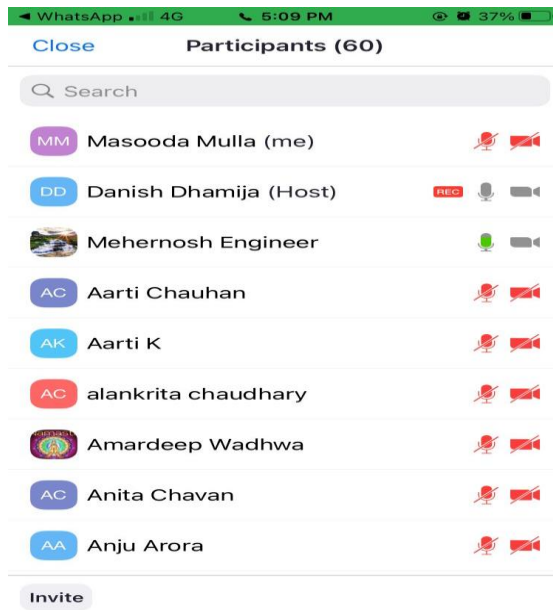 WhatsApp 4G 5:09 PM 37%
Close Participants (60)
Search
MM Masooda Mulla (me)
DD Danish Dhamija (Host) REC
Mehernosh Engineer
AC Aarti Chauhan
AK Aarti K
AC alankrita chaudhary
Amardeep Wadhwa
AC Anita Chavan
AA Anju Arora
Invite